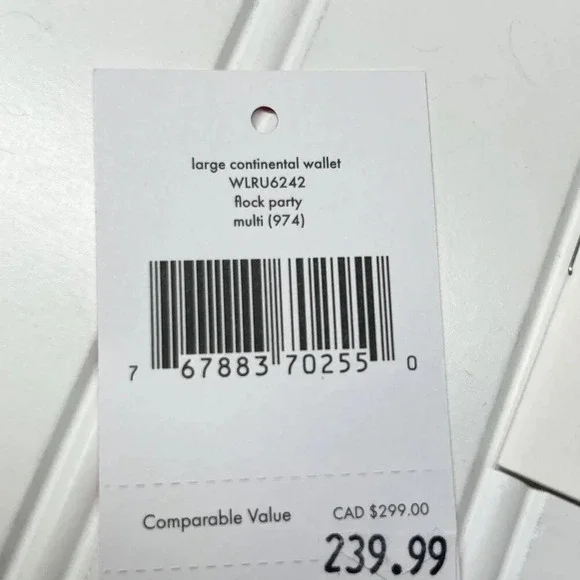 large continental wallet
WLRU6242
flock party
multi (974)
7 67883 70255 0
Comparable Value CAD $299.00
239.99